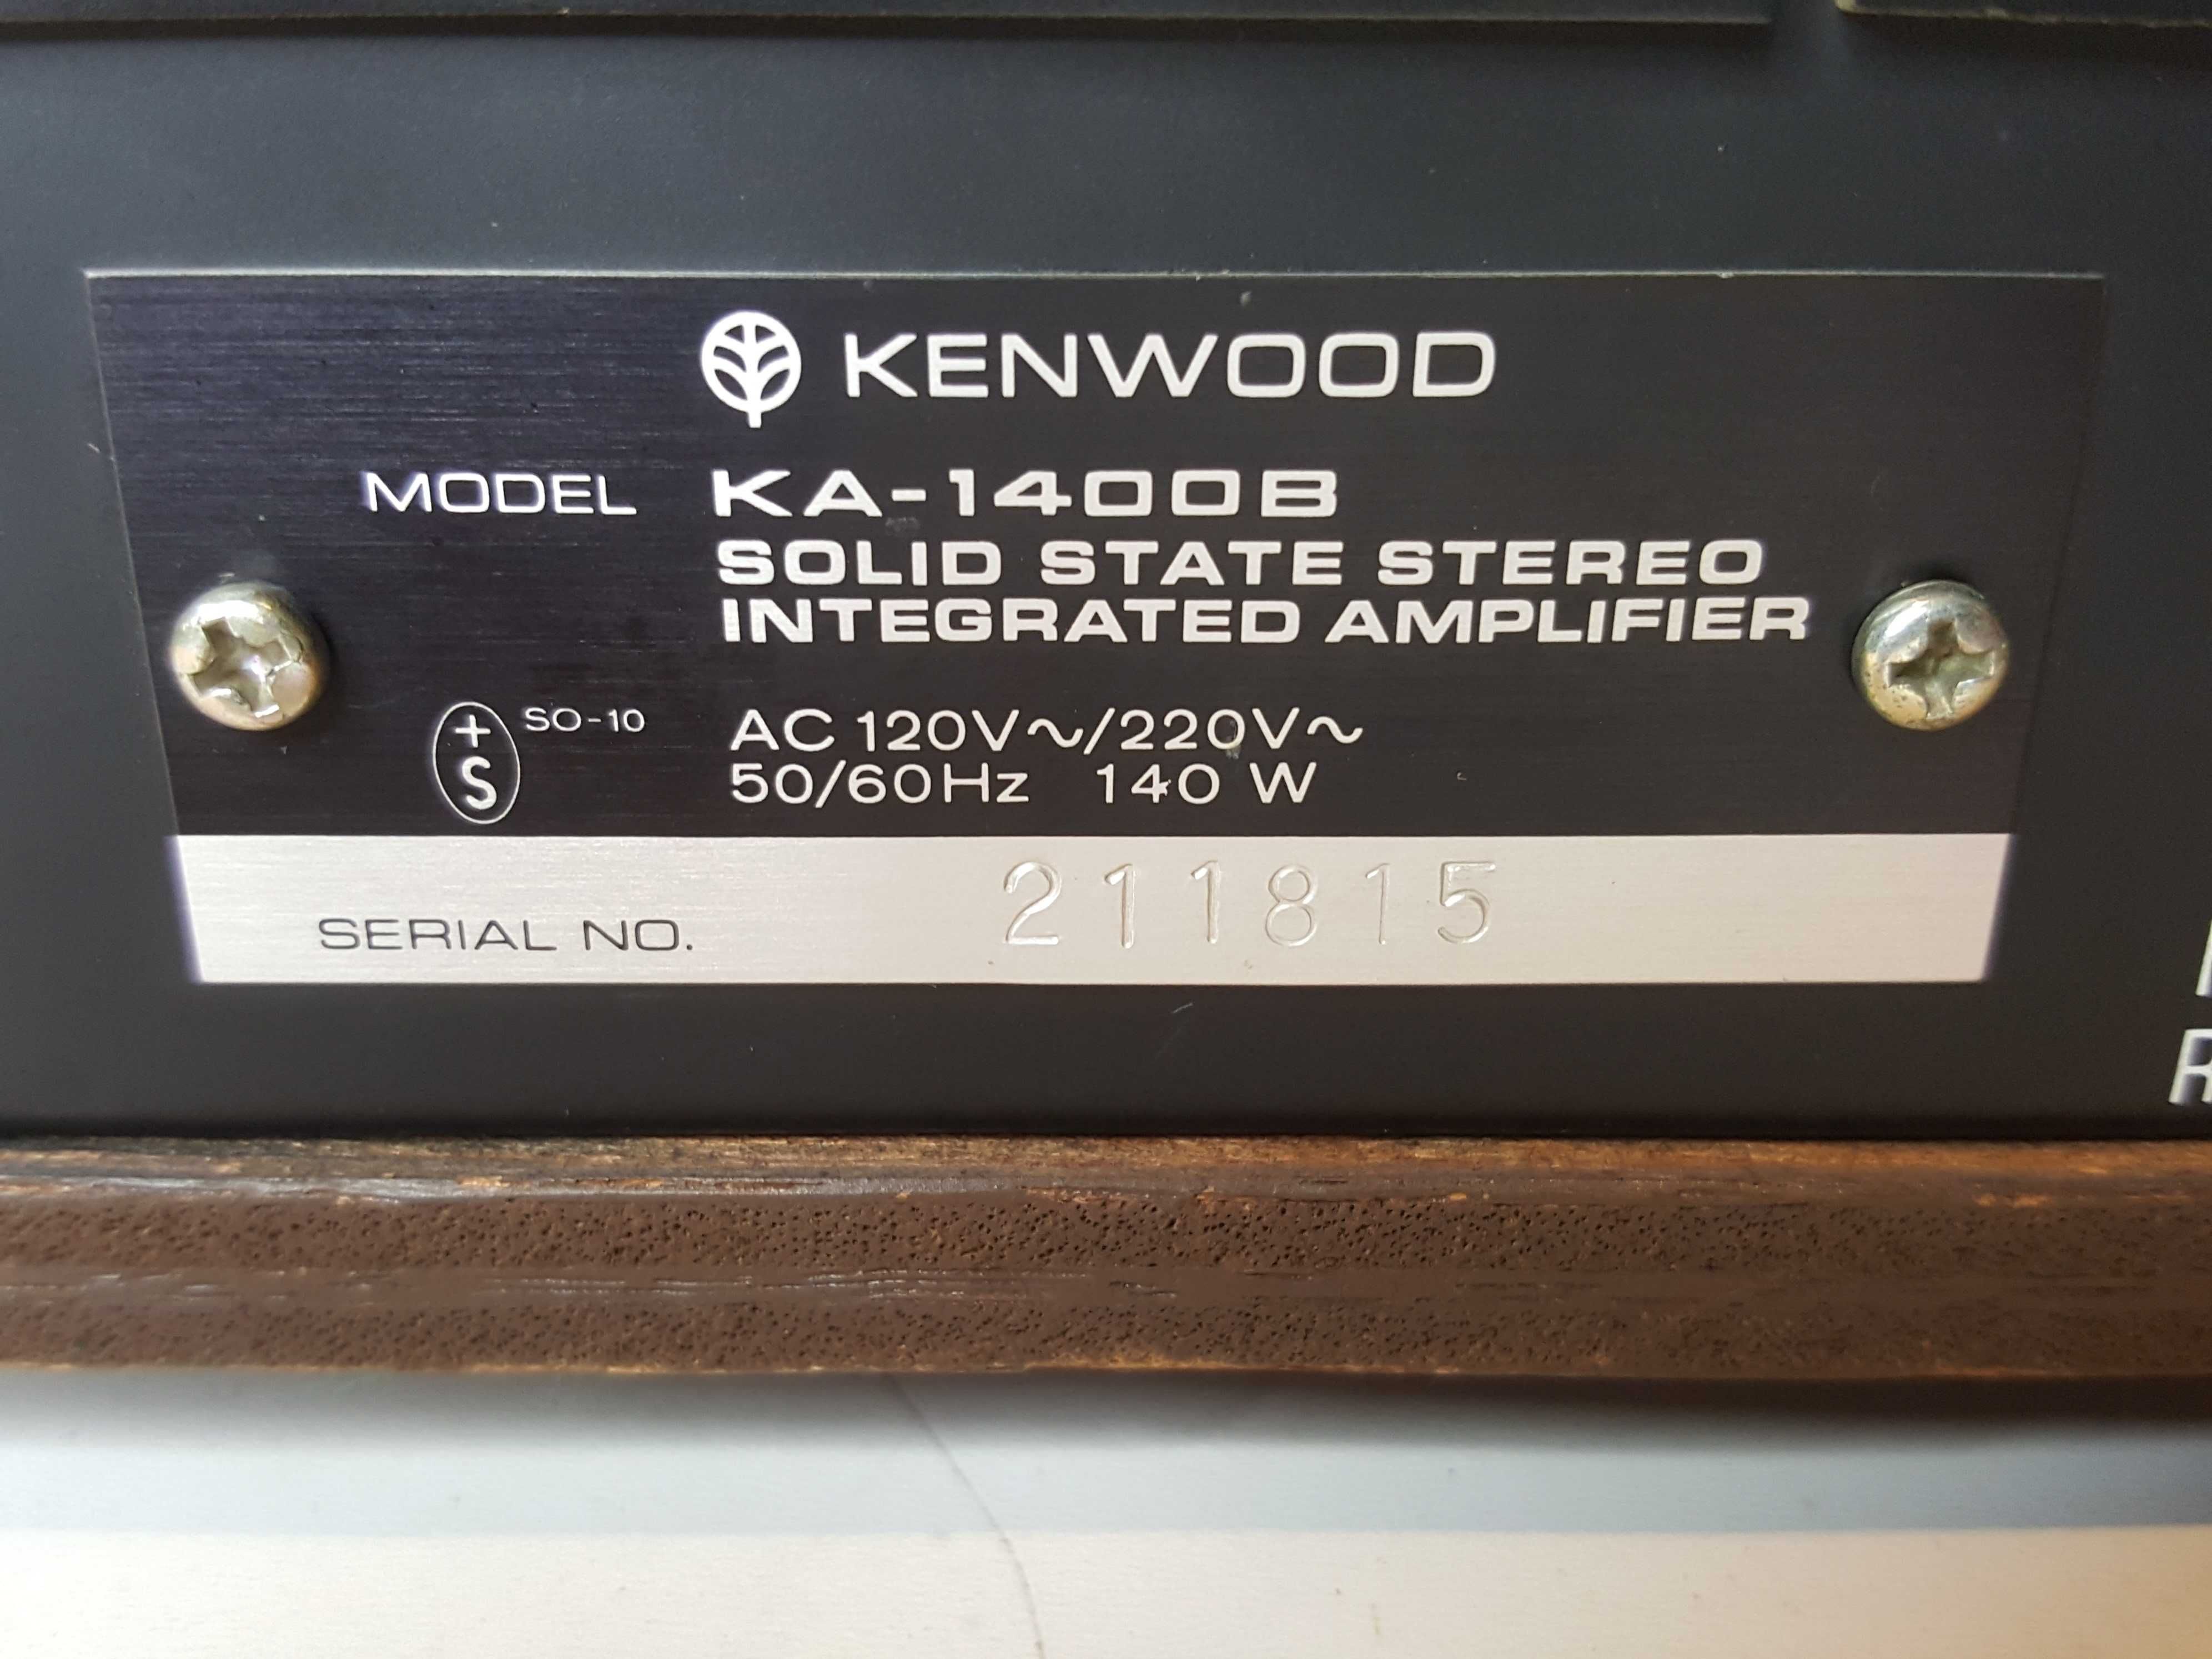 KENWOOD
MODEL KA-1400B
SOLID STATE STEREO
INTEGRATED AMPLIFIER
+
S SO-10 AC 120V~/220V~
50/60Hz 140 W
SERIAL NO. 211815
R